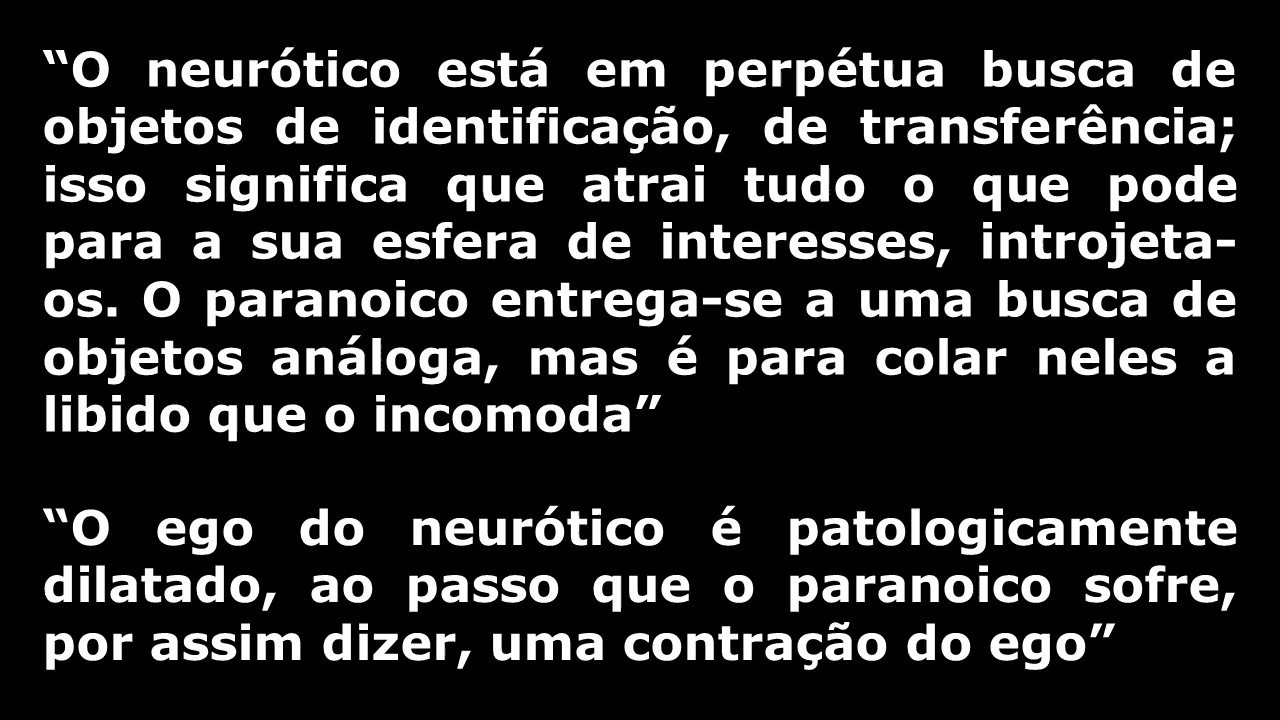 “O neurótico está em perpétua busca de
objetos de identificação, de transferência;
isso significa que atrai tudo o que pode
para a sua esfera de interesses, introjeta-
os. O paranoico entrega-se a uma busca de
objetos análoga, mas é para colar neles a
libido que o incomoda”
“O ego do neurótico é patologicamente
dilatado, ao passo que o paranoico sofre,
por assim dizer, uma contração do ego”